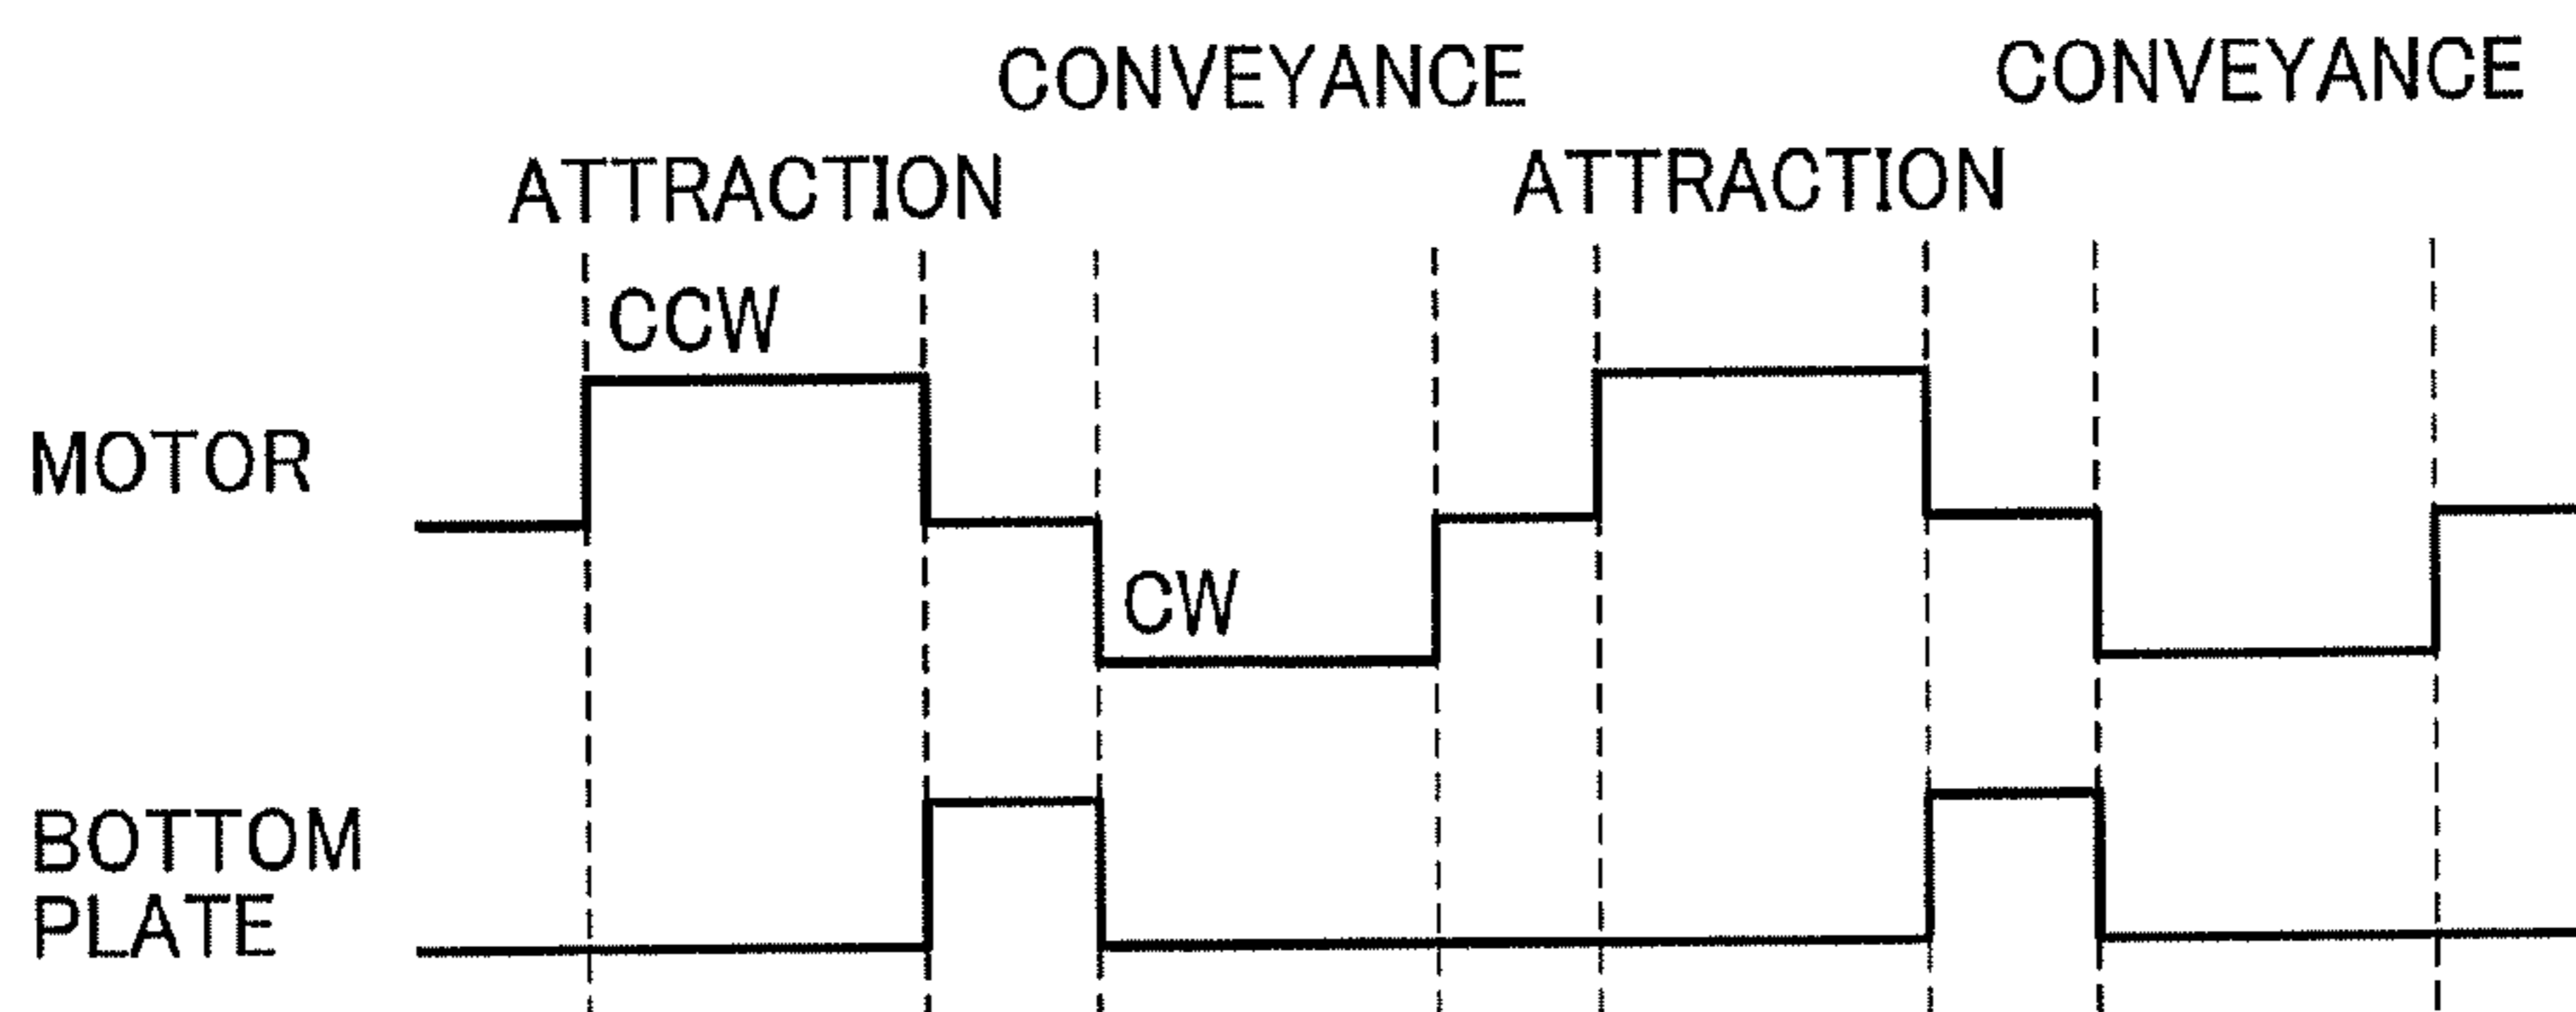 CONVEYANCE CONVEYANCE
ATTRACTION ATTRACTION
CCW
MOTOR
CW
BOTTOM
PLATE